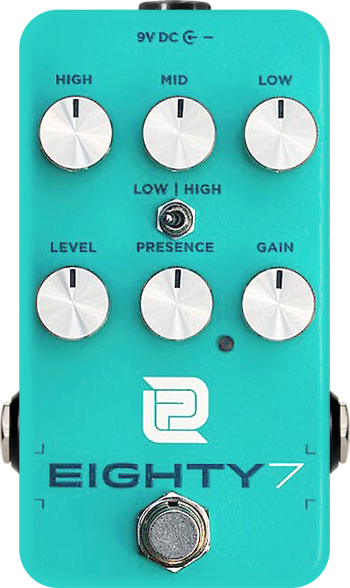 9V DC
HIGH MID LOW
LOW | HIGH
LEVEL PRESENCE GAIN
EIGHTY7